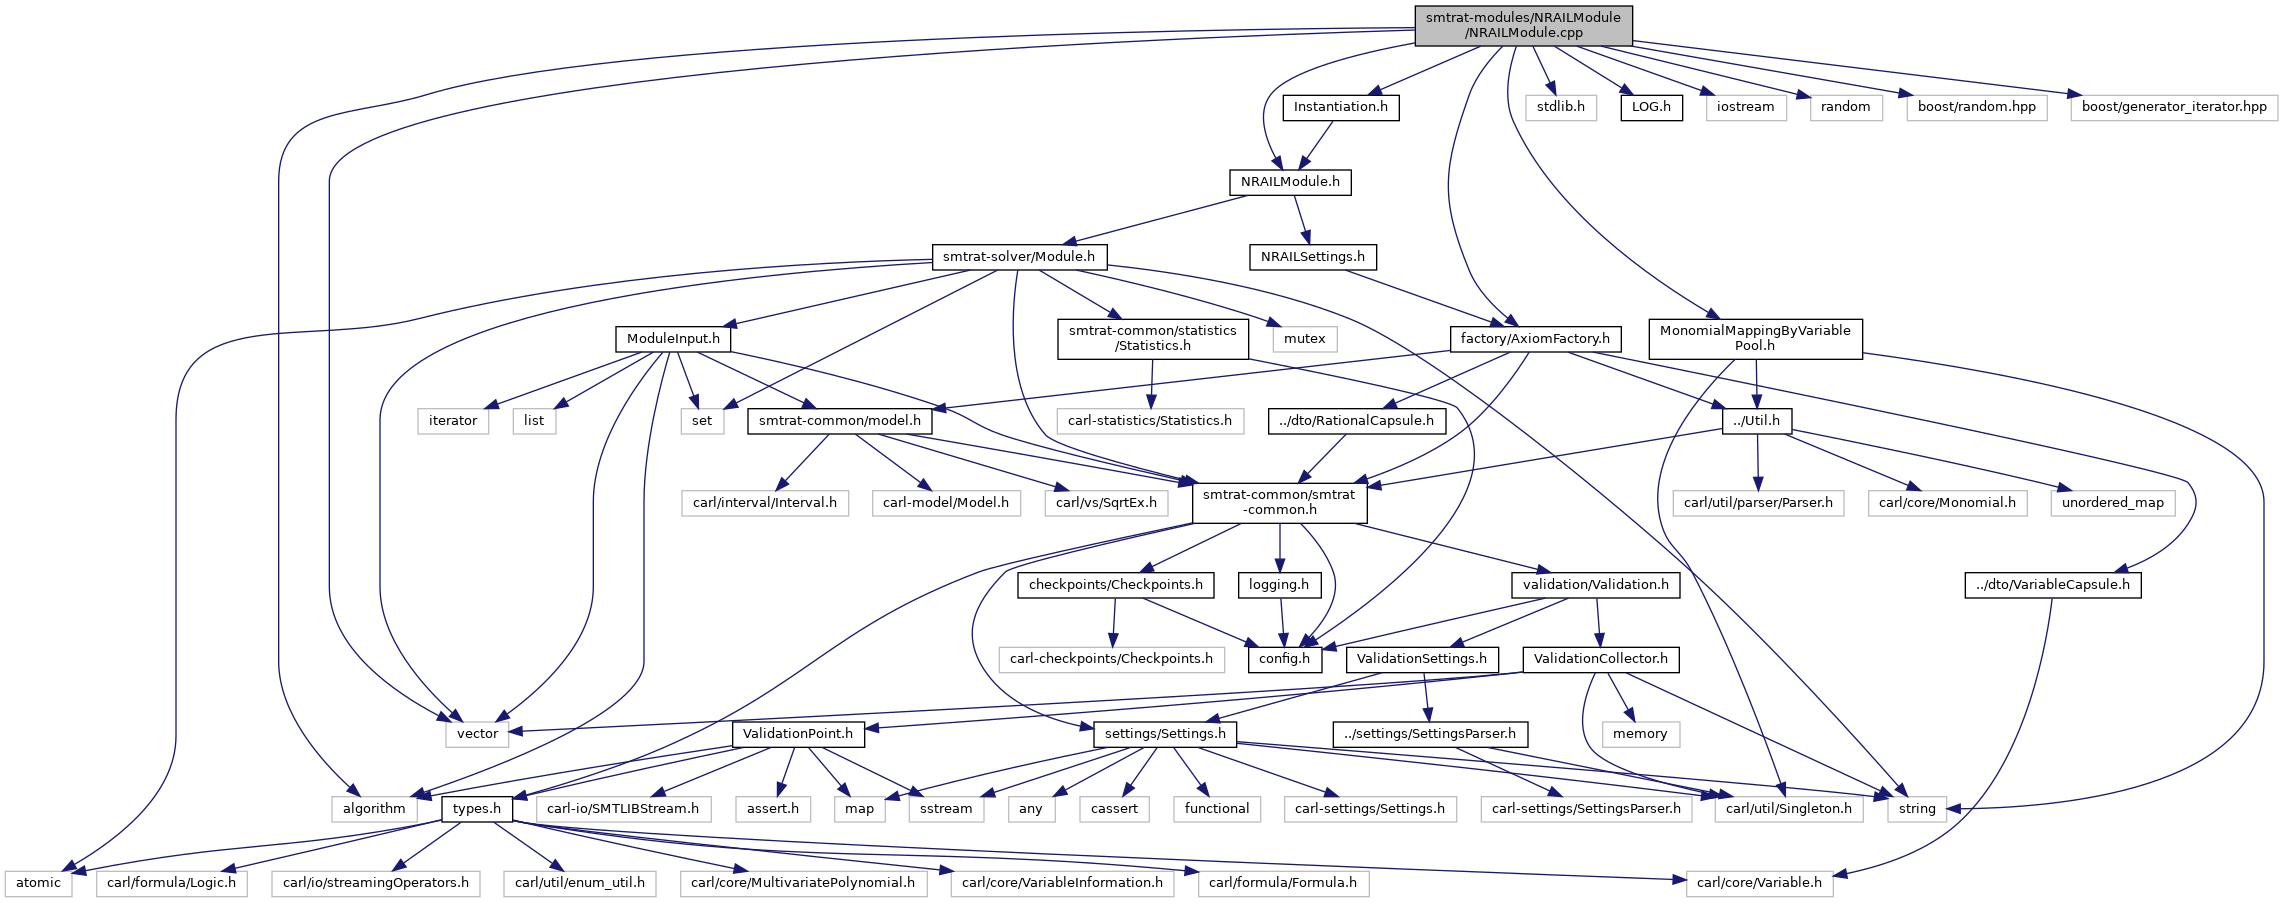 smtrat-modules/NRAILModule
/NRAILModule.cpp
Instantiation.h
stdlib.h
LOG.h
iostream
random
boost/random.hpp
boost/generator_iterator.hpp
NRAILModule.h
smtrat-solver/Module.h
NRAILSettings.h
ModuleInput.h
smtrat-common/statistics
/Statistics.h
mutex
factory/AxiomFactory.h
MonomialMappingByVariable
Pool.h
iterator
list
set
smtrat-common/model.h
carl-statistics/Statistics.h
../dto/RationalCapsule.h
../Util.h
carl/interval/Interval.h
carl-model/Model.h
carl/vs/SqrtEx.h
smtrat-common/smtrat
-common.h
carl/util/parser/Parser.h
carl/core/Monomial.h
unordered_map
checkpoints/Checkpoints.h
logging.h
validation/Validation.h
../dto/VariableCapsule.h
carl-checkpoints/Checkpoints.h
config.h
ValidationSettings.h
ValidationCollector.h
vector
ValidationPoint.h
settings/Settings.h
../settings/SettingsParser.h
memory
algorithm
types.h
carl-io/SMTLIBStream.h
assert.h
map
sstream
any
cassert
functional
carl-settings/Settings.h
carl-settings/SettingsParser.h
carl/util/Singleton.h
string
atomic
carl/formula/Logic.h
carl/io/streamingOperators.h
carl/util/enum_util.h
carl/core/MultivariatePolynomial.h
carl/core/VariableInformation.h
carl/formula/Formula.h
carl/core/Variable.h